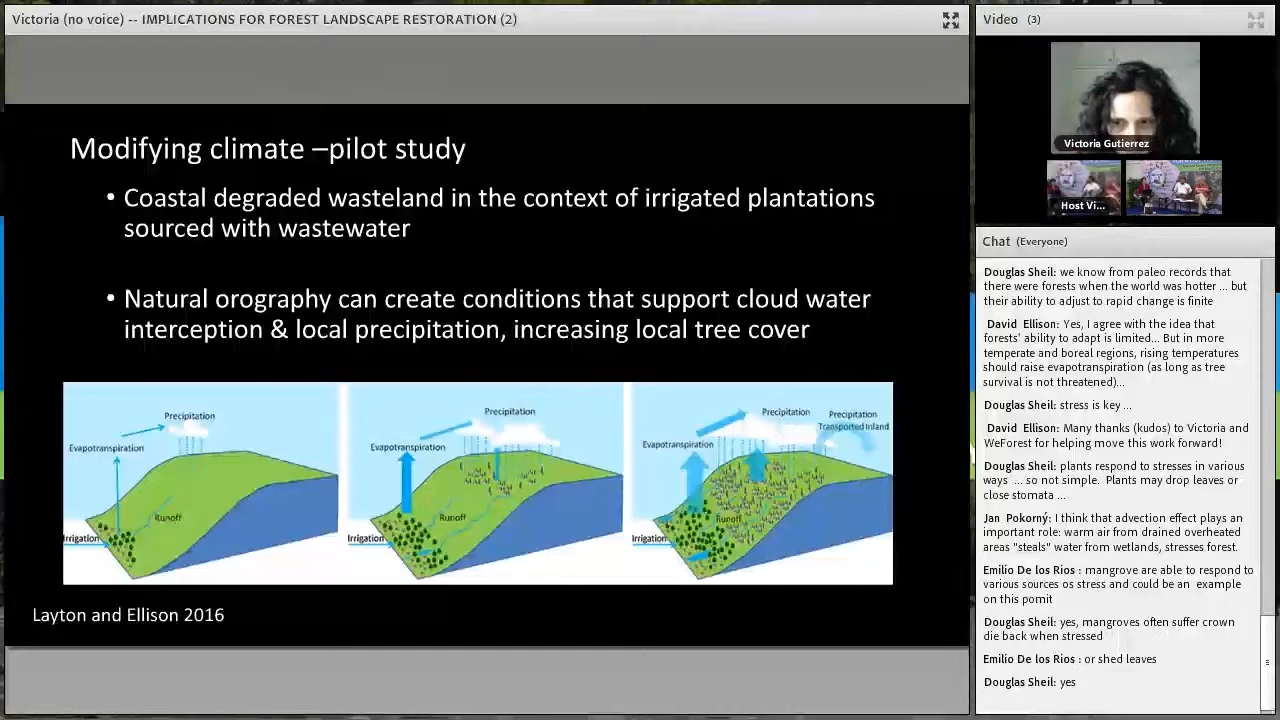 Victoria (no voice) -- IMPLICATIONS FOR FOREST LANDSCAPE RESTORATION (2)
Modifying climate –pilot study
• Coastal degraded wasteland in the context of irrigated plantations
sourced with wastewater
• Natural orography can create conditions that support cloud water
interception & local precipitation, increasing local tree cover
Precipitation
Evapotranspiration
Runoff
Irrigation
Precipitation
Evapotranspiration
Runoff
Irrigation
Precipitation
Precipitation
Transported Inland
Evapotranspiration
Runoff
Irrigation
Layton and Ellison 2016
Video (3)
Victoria Gutierrez
Host Vi...
Chat (Everyone)
Douglas Sheil: we know from paleo records that
there were forests when the world was hotter ... but
their ability to adjust to rapid change is finite
David Ellison: Yes, I agree with the idea that
forests' ability to adapt is limited... But in more
temperate and boreal regions, rising temperatures
should raise evapotranspiration (as long as tree
survival is not threatened)...
Douglas Sheil: stress is key ...
David Ellison: Many thanks (kudos) to Victoria and
WeForest for helping move this work forward!
Douglas Sheil: plants respond to stresses in various
ways ... so not simple. Plants may drop leaves or
close stomata ...
Jan Pokorný: I think that advection effect plays an
important role: warm air from drained overheated
areas "steals" water from wetlands, stresses forest.
Emilio De los Rios : mangrove are able to respond to
various sources os stress and could be an example
on this pomit
Douglas Sheil: yes, mangroves often suffer crown
die back when stressed
Emilio De los Rios : or shed leaves
Douglas Sheil: yes